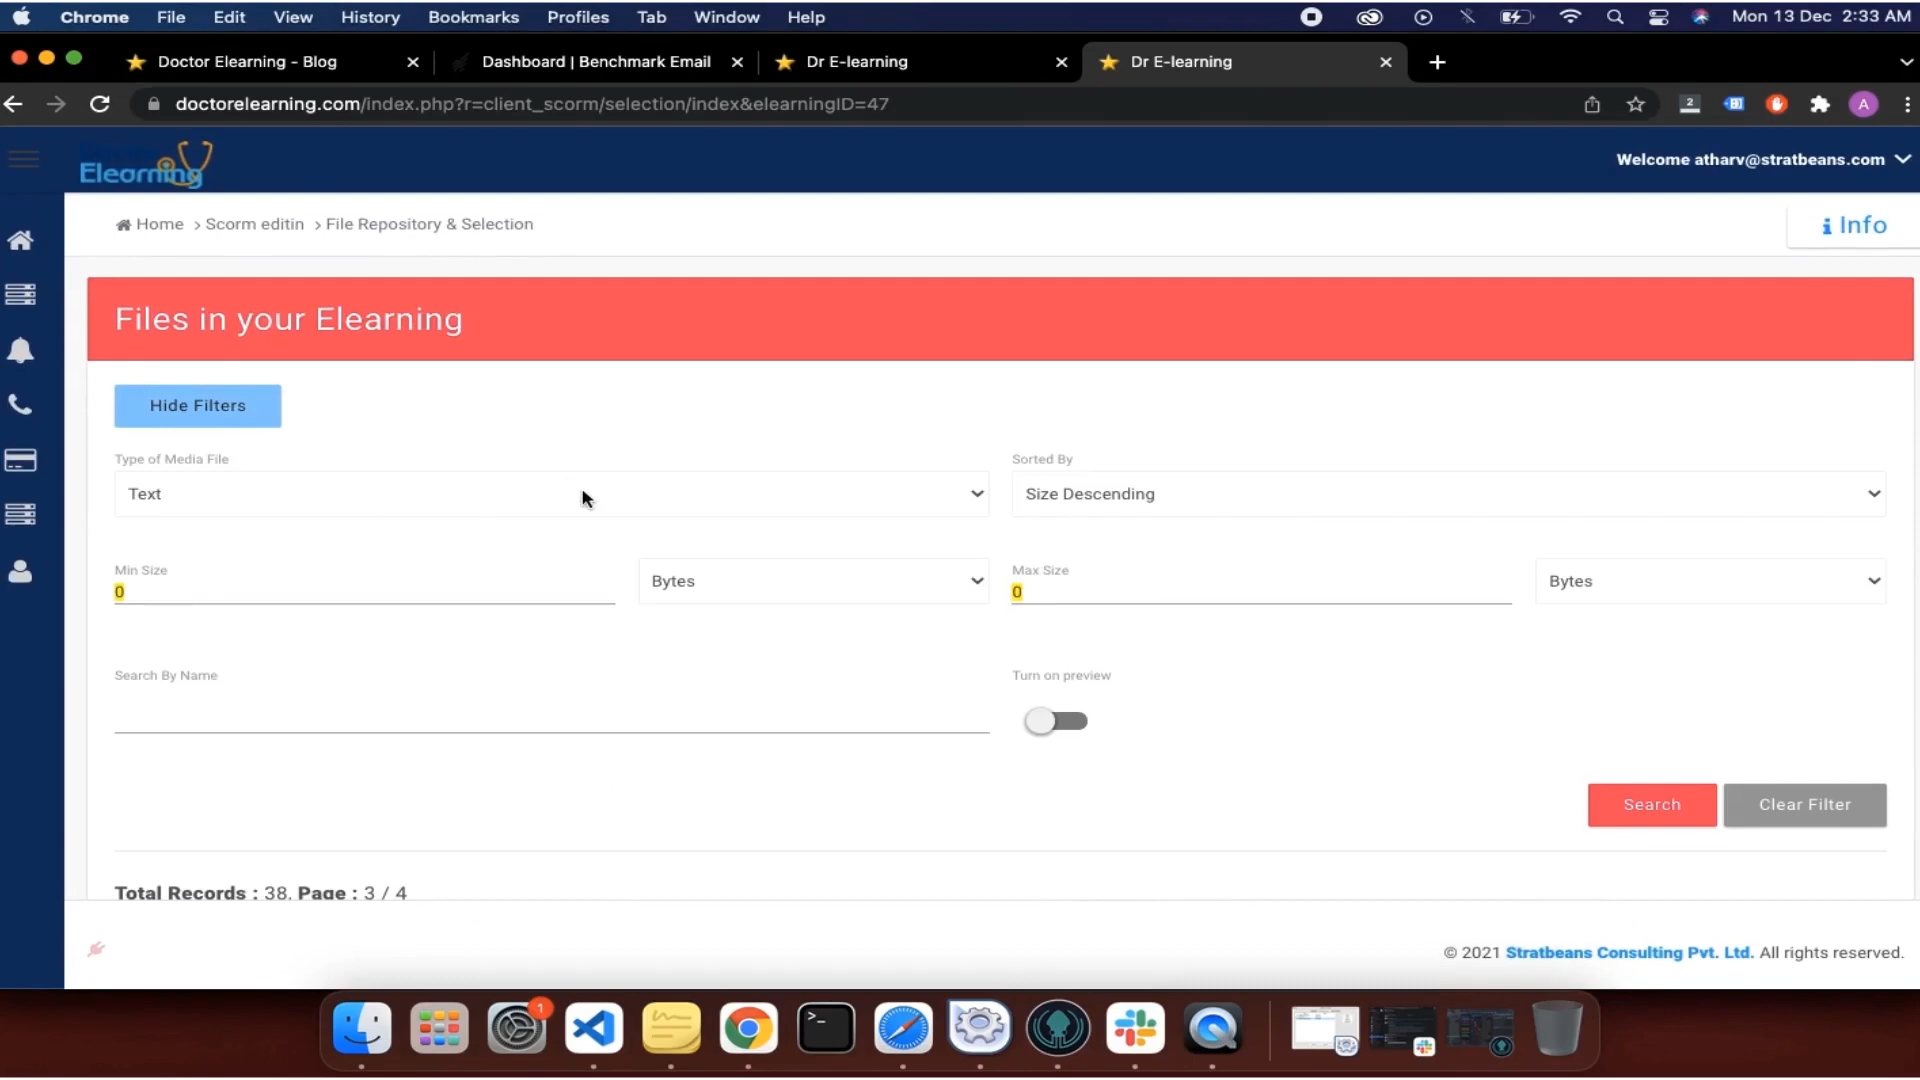 Chrome File Edit View History Bookmarks Profiles Tab Window Help Mon 13 Dec 2:33 AM
Doctor Elearning - Blog Dashboard | Benchmark Email Dr E-learning Dr E-learning
doctorelearning.com/index.php?r=client_scorm/selection/index&elearningID=47 2 A
Elearning
Welcome atharv@stratbeans.com
Home > Scorm editin > File Repository & Selection
i Info
Files in your Elearning
Hide Filters
Type of Media File Sorted By
Text Size Descending
Min Size Max Size
0 Bytes 0 Bytes
Search By Name Turn on preview
Search Clear Filter
Total Records : 38. Page : 3 / 4
© 2021 Stratbeans Consulting Pvt. Ltd. All rights reserved.
1
>_